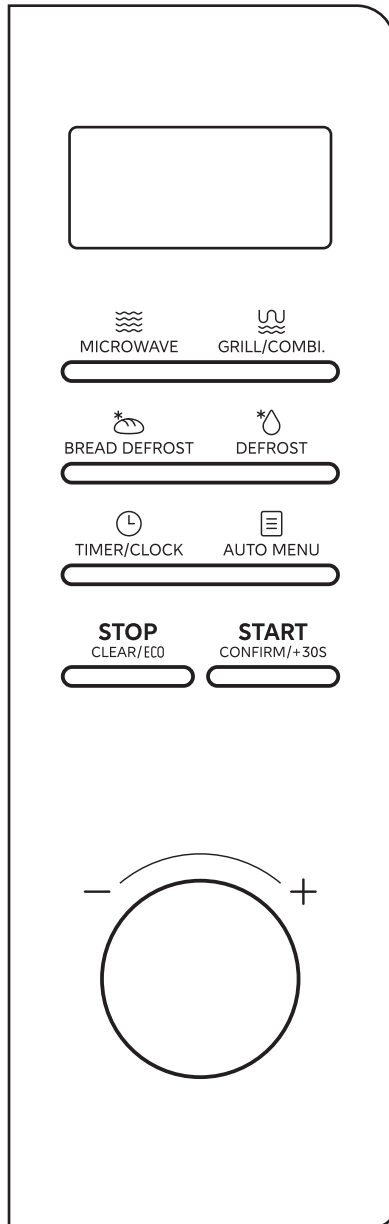 MICROWAVE GRILL/COMBI.
BREAD DEFROST DEFROST
TIMER/CLOCK AUTO MENU
STOP START
CLEAR/ECO CONFIRM/+30S
− +